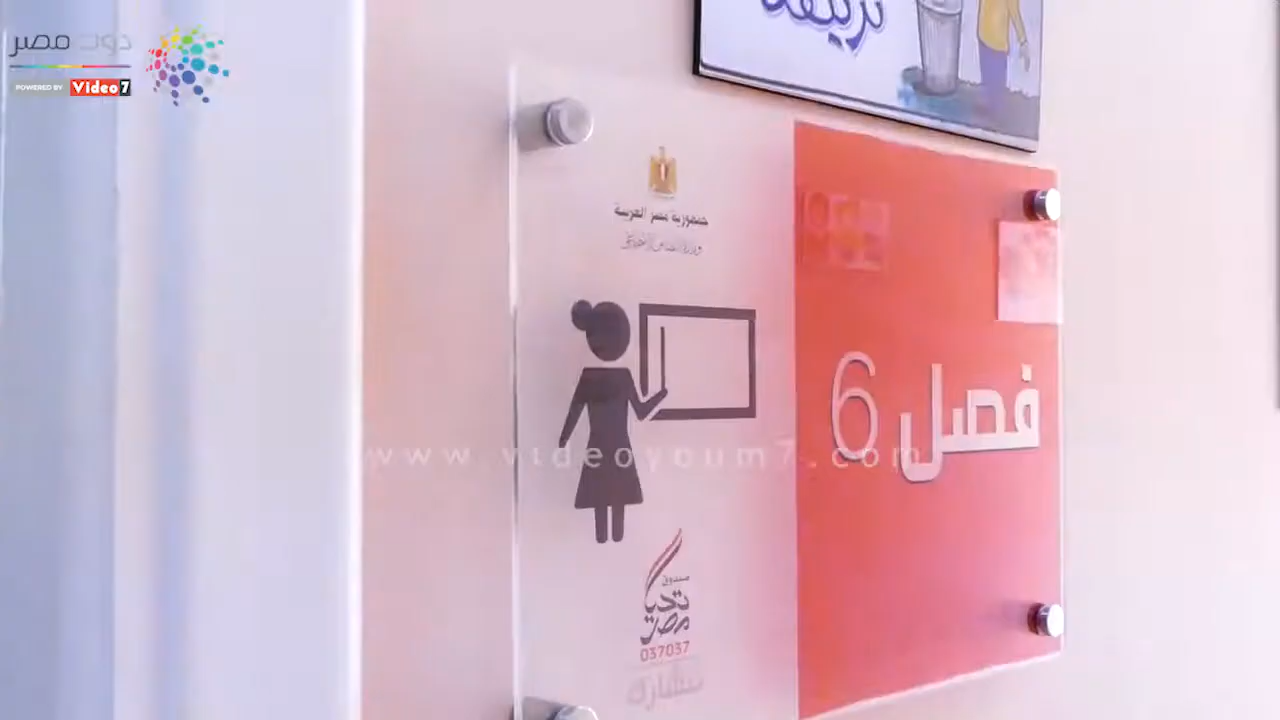 دوت مصر
POWERED BY Video7
جمهورية مصر العربية
فصل 6
www.videoyoum7.com
صندوق
تحيا
مصر
037037